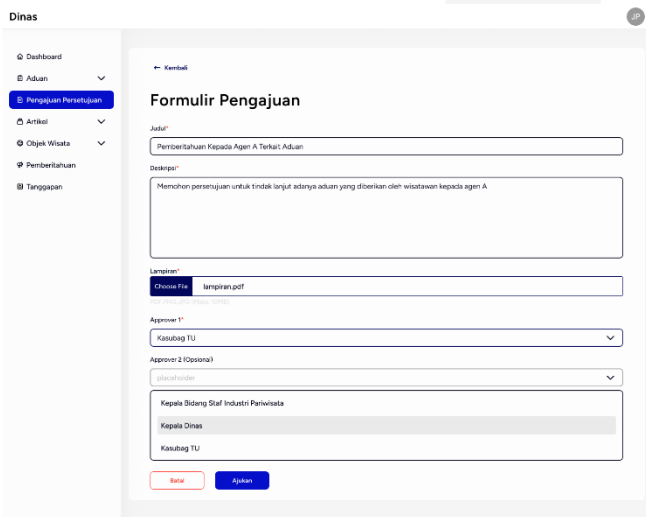 Dinas
JP
Dashboard
Aduan
Pengajuan Persetujuan
Artikel
Objek Wisata
Pemberitahuan
Tanggapan
← Kembali
Formulir Pengajuan
Judul*
Pemberitahuan Kepada Agen A Terkait Aduan
Deskripsi*
Memohon persetujuan untuk tindak lanjut adanya aduan yang diberikan oleh wisatawan kepada agen A
Lampiran*
Choose File lampiran.pdf
Approver 1*
Kasubag TU
Approver 2 (Opsional)
placeholder
Kepala Bidang Staf Industri Pariwisata
Kepala Dinas
Kasubag TU
Batal
Ajukan